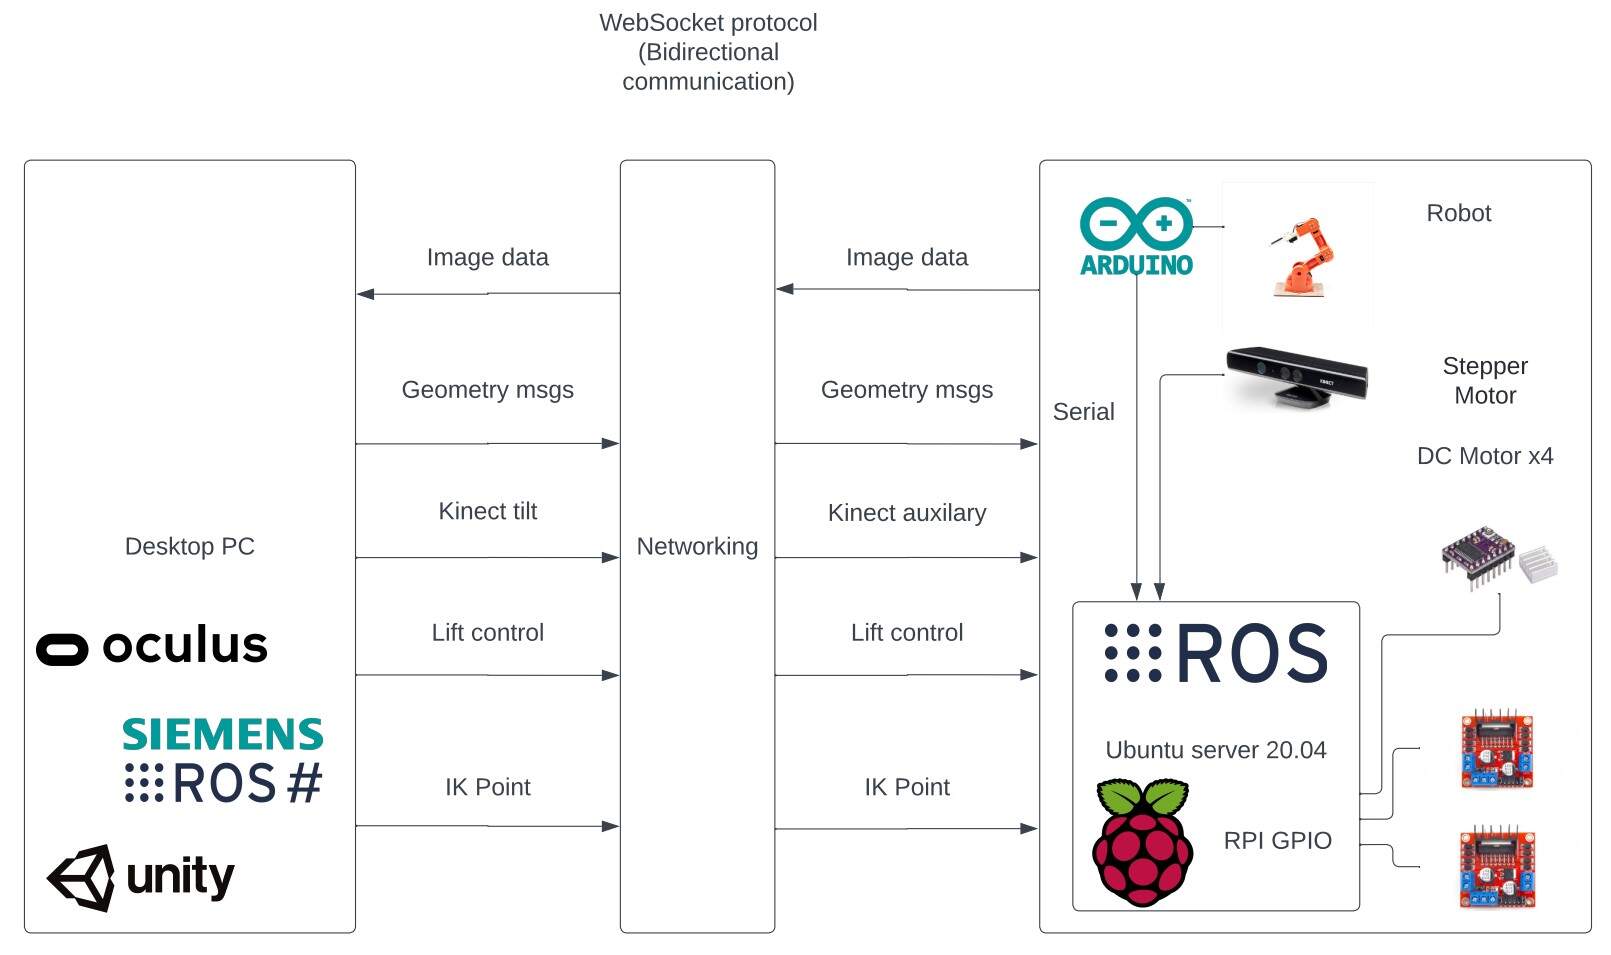 WebSocket protocol
(Bidirectional
communication)
Image data
Geometry msgs
Kinect tilt
Desktop PC
Lift control
IK Point
oculus
SIEMENS
ROS #
unity
Networking
Image data
Geometry msgs
Kinect auxilary
Lift control
IK Point
ARDUINO
Robot
Serial
KINECT
Stepper
Motor
DC Motor x4
ROS
Ubuntu server 20.04
RPI GPIO